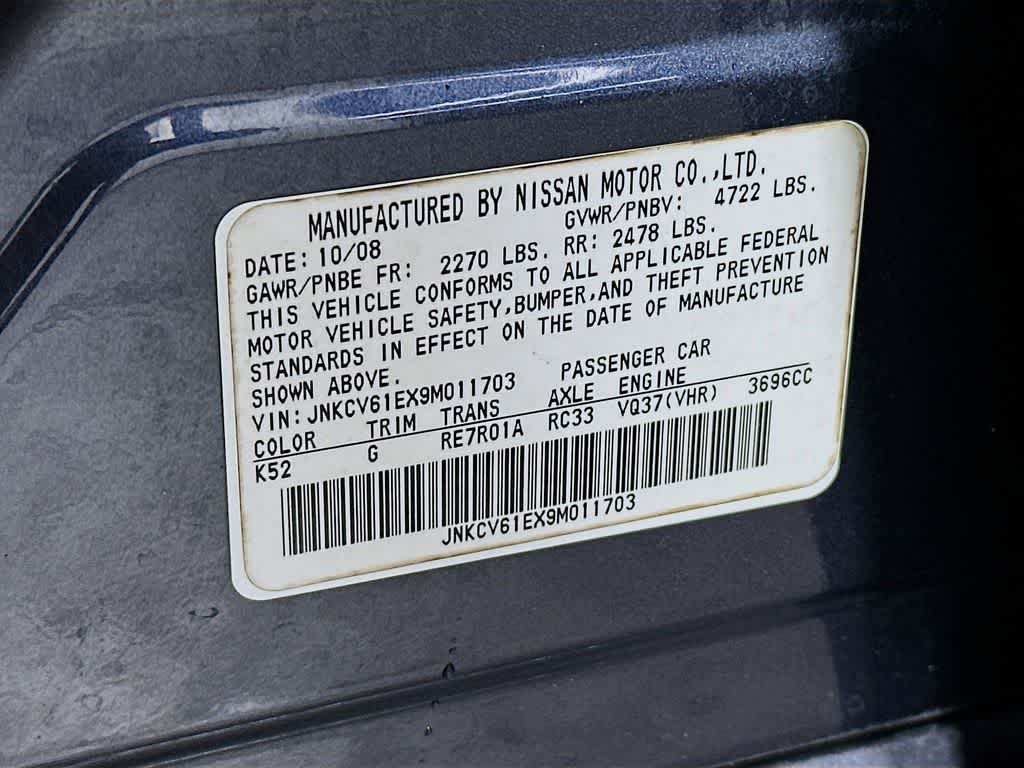 MANUFACTURED BY NISSAN MOTOR CO.,LTD.
DATE: 10/08 GVWR/PNBV: 4722 LBS.
GAWR/PNBE FR: 2270 LBS. RR: 2478 LBS.
THIS VEHICLE CONFORMS TO ALL APPLICABLE FEDERAL
MOTOR VEHICLE SAFETY,BUMPER,AND THEFT PREVENTION
STANDARDS IN EFFECT ON THE DATE OF MANUFACTURE
SHOWN ABOVE.
VIN: JNKCV61EX9M011703 PASSENGER CAR
COLOR TRIM TRANS AXLE ENGINE
K52 G RE7R01A RC33 VQ37(VHR) 3696CC
JNKCV61EX9M011703